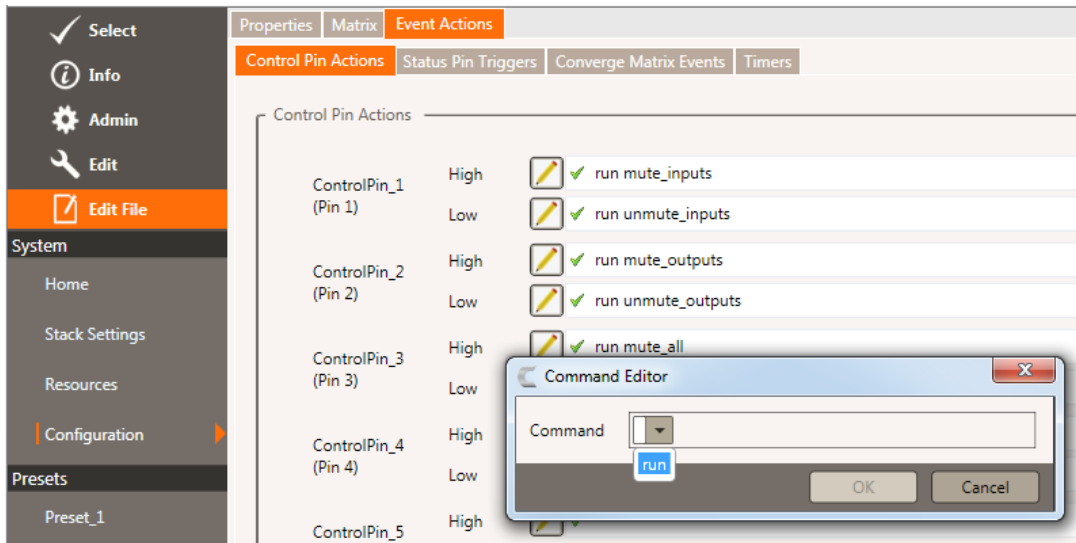 Select
Info
Admin
Edit
Edit File
System
Home
Stack Settings
Resources
Configuration
Presets
Preset_1
Properties Matrix Event Actions
Control Pin Actions Status Pin Triggers Converge Matrix Events Timers
Control Pin Actions
ControlPin_1
(Pin 1)
High run mute_inputs
Low run unmute_inputs
ControlPin_2
(Pin 2)
High run mute_outputs
Low run unmute_outputs
ControlPin_3
(Pin 3)
High run mute_all
Low
ControlPin_4
(Pin 4)
High
Low
ControlPin_5
High
Command Editor
Command
run
OK Cancel